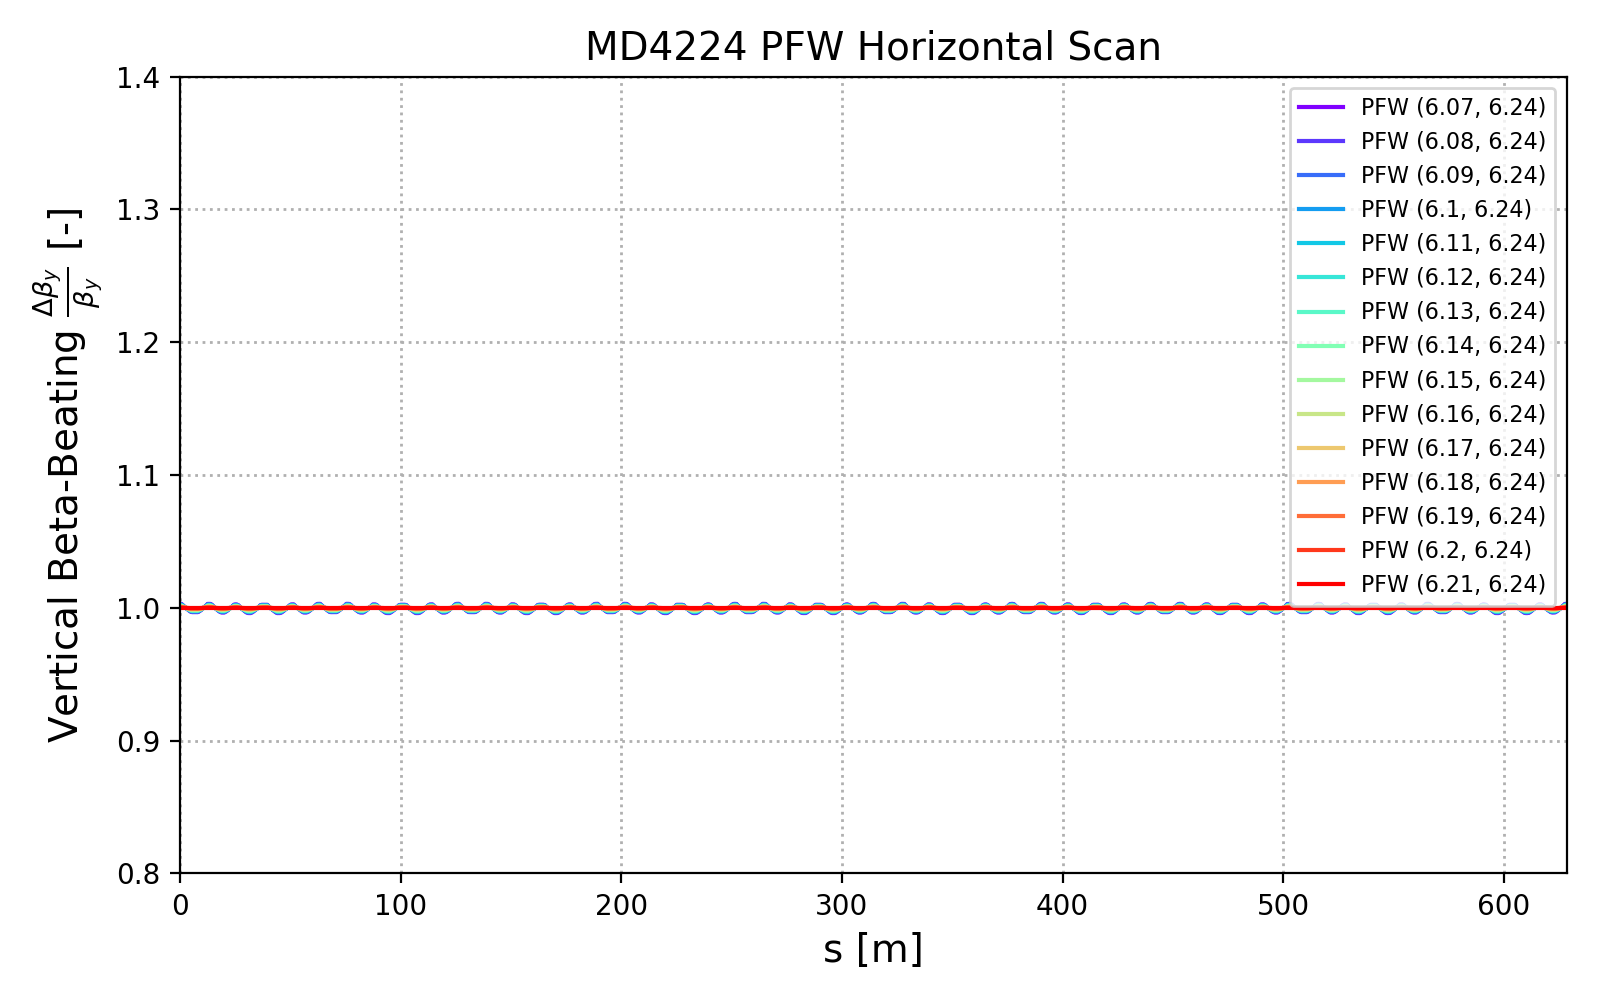 MD4224 PFW Horizontal Scan
Vertical Beta-Beating Δβy/βy [-]
1.4
1.3
1.2
1.1
1.0
0.9
0.8
PFW (6.07, 6.24)
PFW (6.08, 6.24)
PFW (6.09, 6.24)
PFW (6.1, 6.24)
PFW (6.11, 6.24)
PFW (6.12, 6.24)
PFW (6.13, 6.24)
PFW (6.14, 6.24)
PFW (6.15, 6.24)
PFW (6.16, 6.24)
PFW (6.17, 6.24)
PFW (6.18, 6.24)
PFW (6.19, 6.24)
PFW (6.2, 6.24)
PFW (6.21, 6.24)
0 100 200 300 400 500 600
s [m]